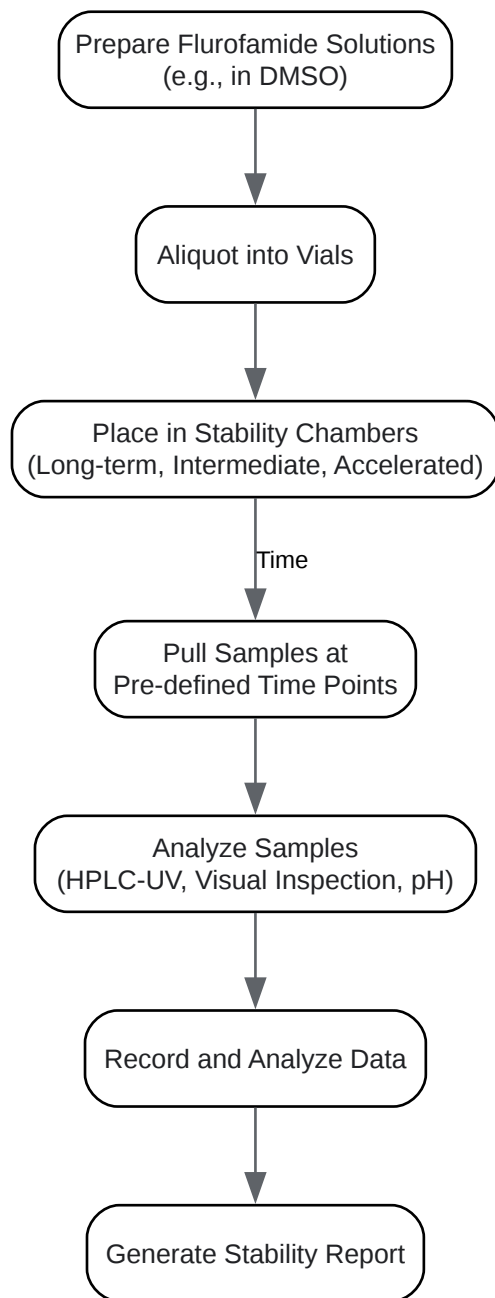 Prepare Flurofamide Solutions
(e.g., in DMSO)
Aliquot into Vials
Place in Stability Chambers
(Long-term, Intermediate, Accelerated)
Time
Pull Samples at
Pre-defined Time Points
Analyze Samples
(HPLC-UV, Visual Inspection, pH)
Record and Analyze Data
Generate Stability Report